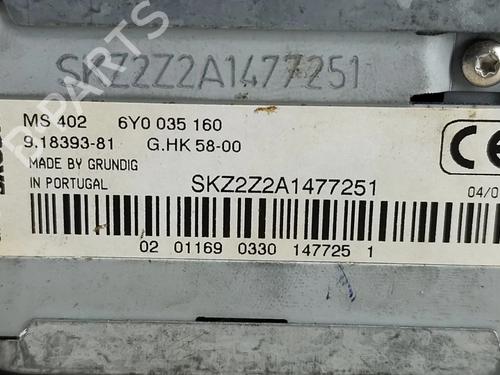 SKZ2Z2A1477251
MS 402 6Y0 035 160
9.18393-81 G.HK 58-00
MADE BY GRUNDIG
IN PORTUGAL
SKZ2Z2A1477251
CE
04/0
02 01169 0330 147725 1
B-PARTS